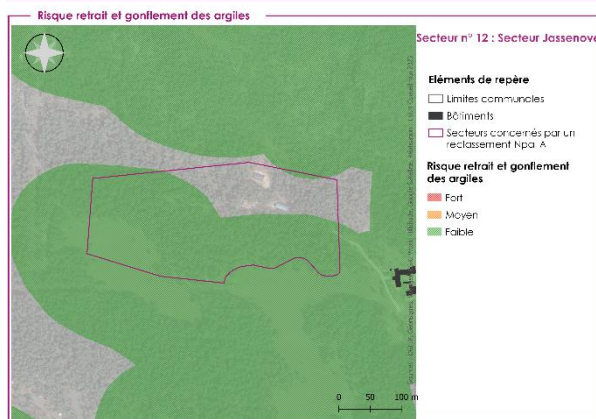 Risque retrait et gonflement des argiles
Secteur n° 12 : Secteur Jassenove
Eléments de repère
Limites communales
Bâtiments
Secteurs concernés par un
reclassement Npa A
Risque retrait et gonflement
des argiles
Fort
Moyen
Faible
0 50 100 m